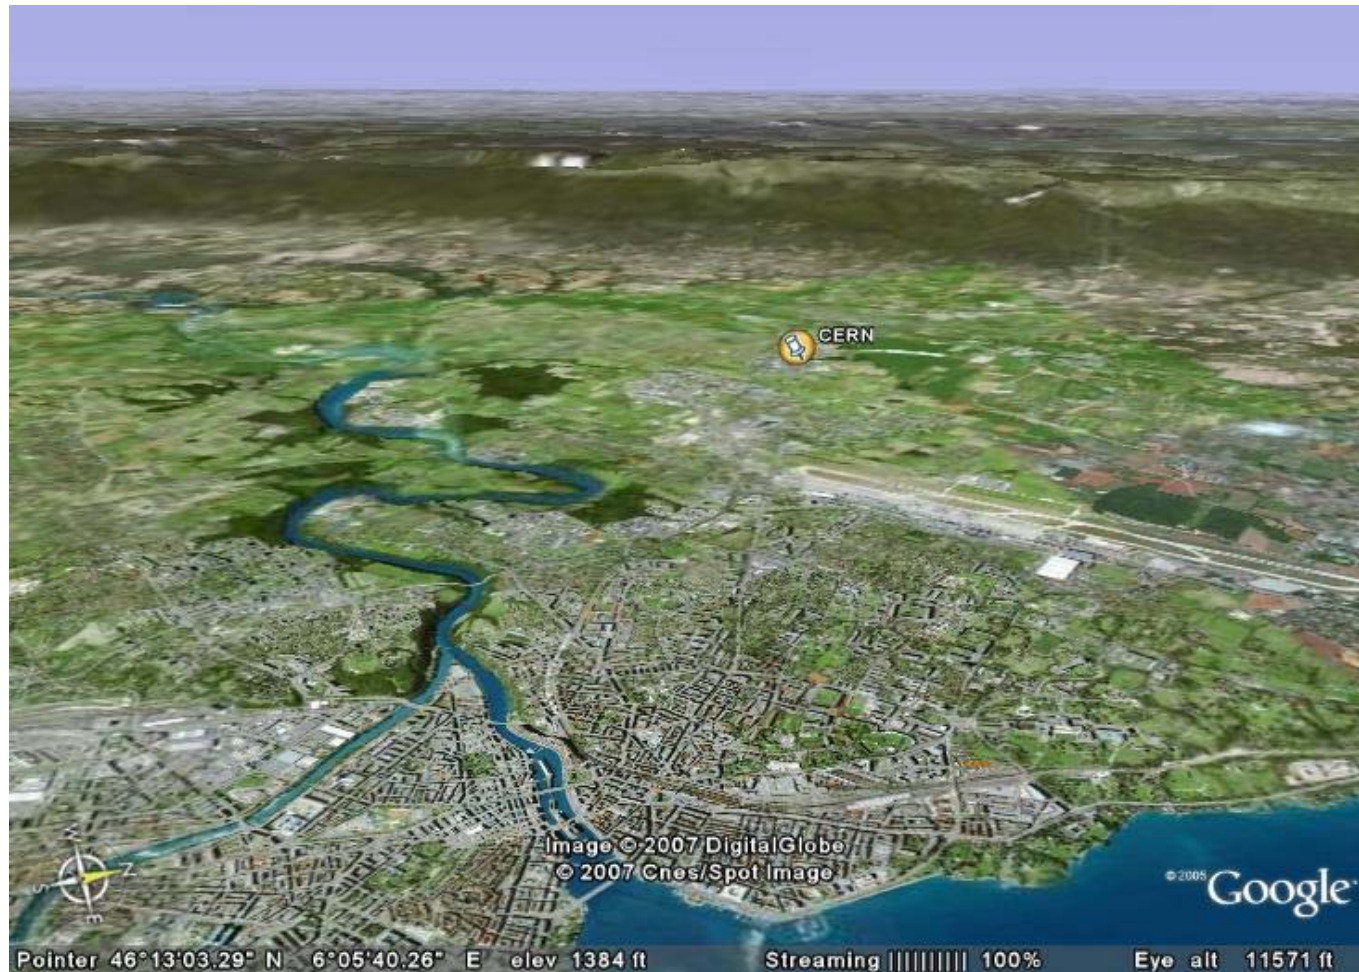 CERN
W
S N
E
Image © 2007 DigitalGlobe
© 2007 Cnes/Spot Image
©2005 Google
Pointer 46°13'03.29" N 6°05'40.26" E elev 1384 ft Streaming ||||||||| 100% Eye alt 11571 ft